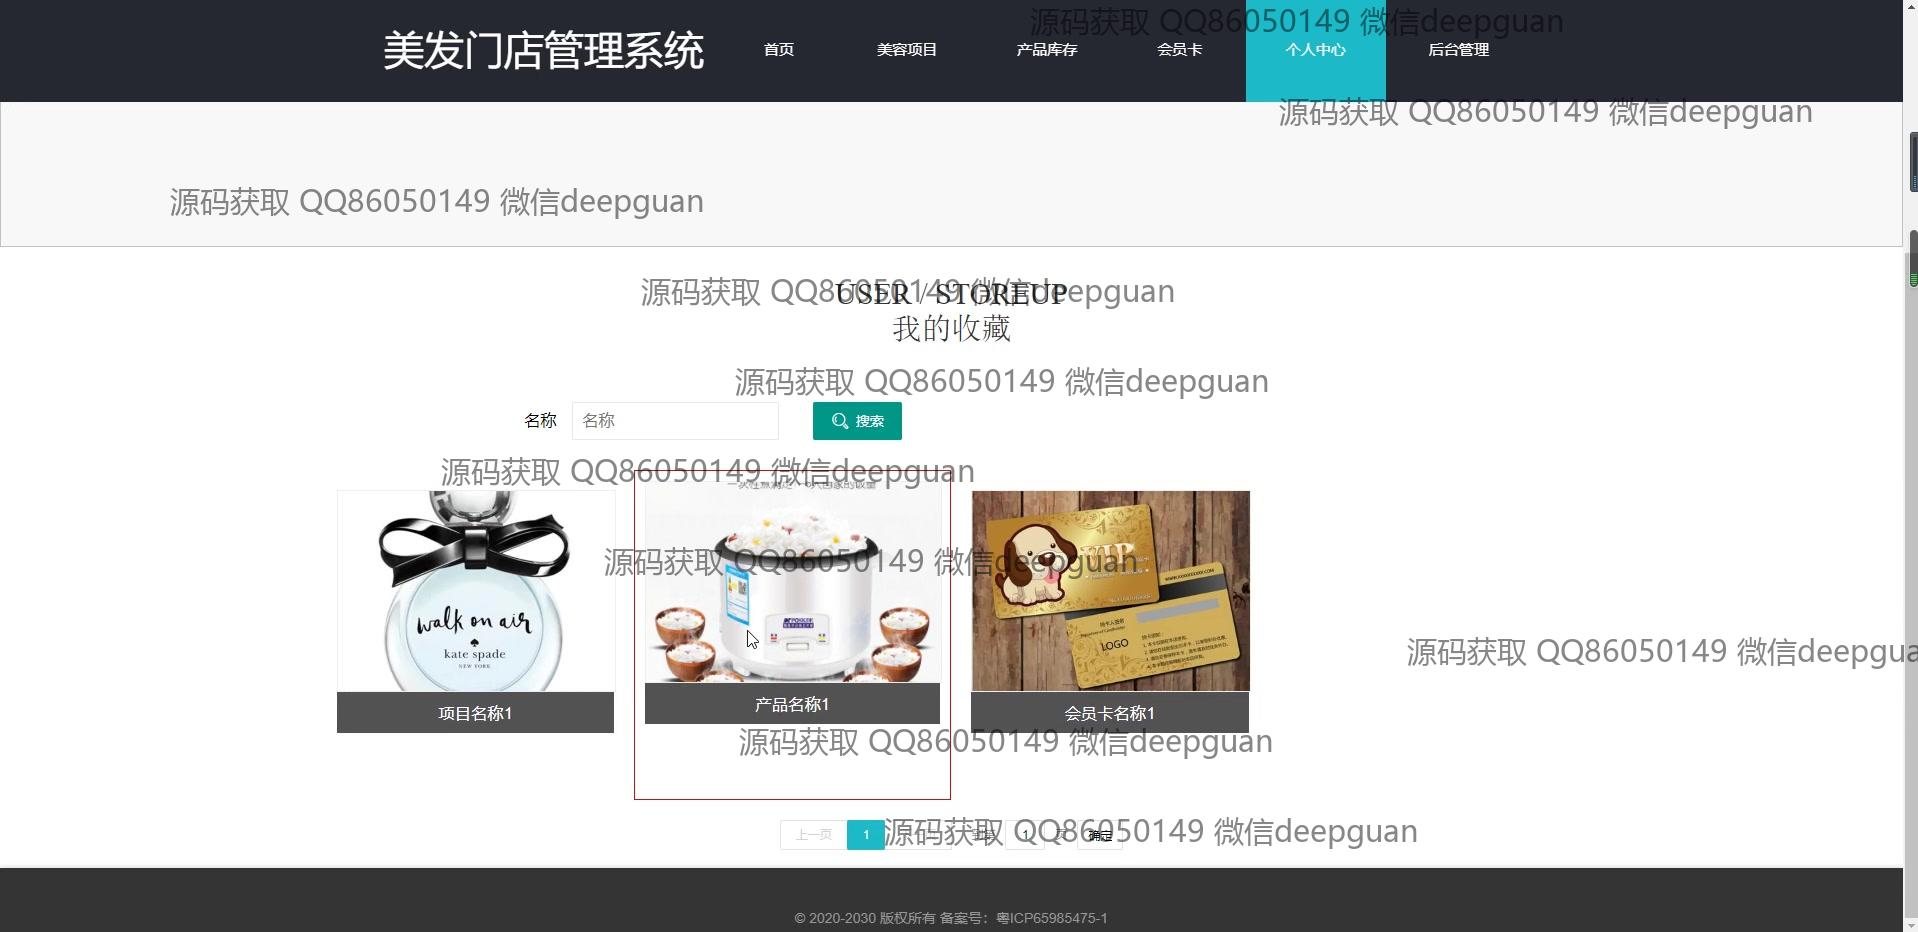 源码获取 QQ86050149 微信deepguan
美发门店管理系统 首页 美容项目 产品库存 会员卡 个人中心 后台管理
源码获取 QQ86050149 微信deepguan
源码获取 QQ86050149 微信deepguan
源码获取 QQ86050149 微信deepguan
USER / STOREUP
我的收藏
源码获取 QQ86050149 微信deepguan
名称 名称 搜索
源码获取 QQ86050149 微信deepguan
VIP
源码获取 QQ86050149 微信deepguan
walk on air
kate spade
NEW YORK
LOGO
源码获取 QQ86050149 微信deepgua
项目名称1 产品名称1 会员卡名称1
源码获取 QQ86050149 微信deepguan
上一页 1 1 页 确定
源码获取 QQ86050149 微信deepguan
© 2020-2030 版权所有 备案号：粤ICP65985475-1